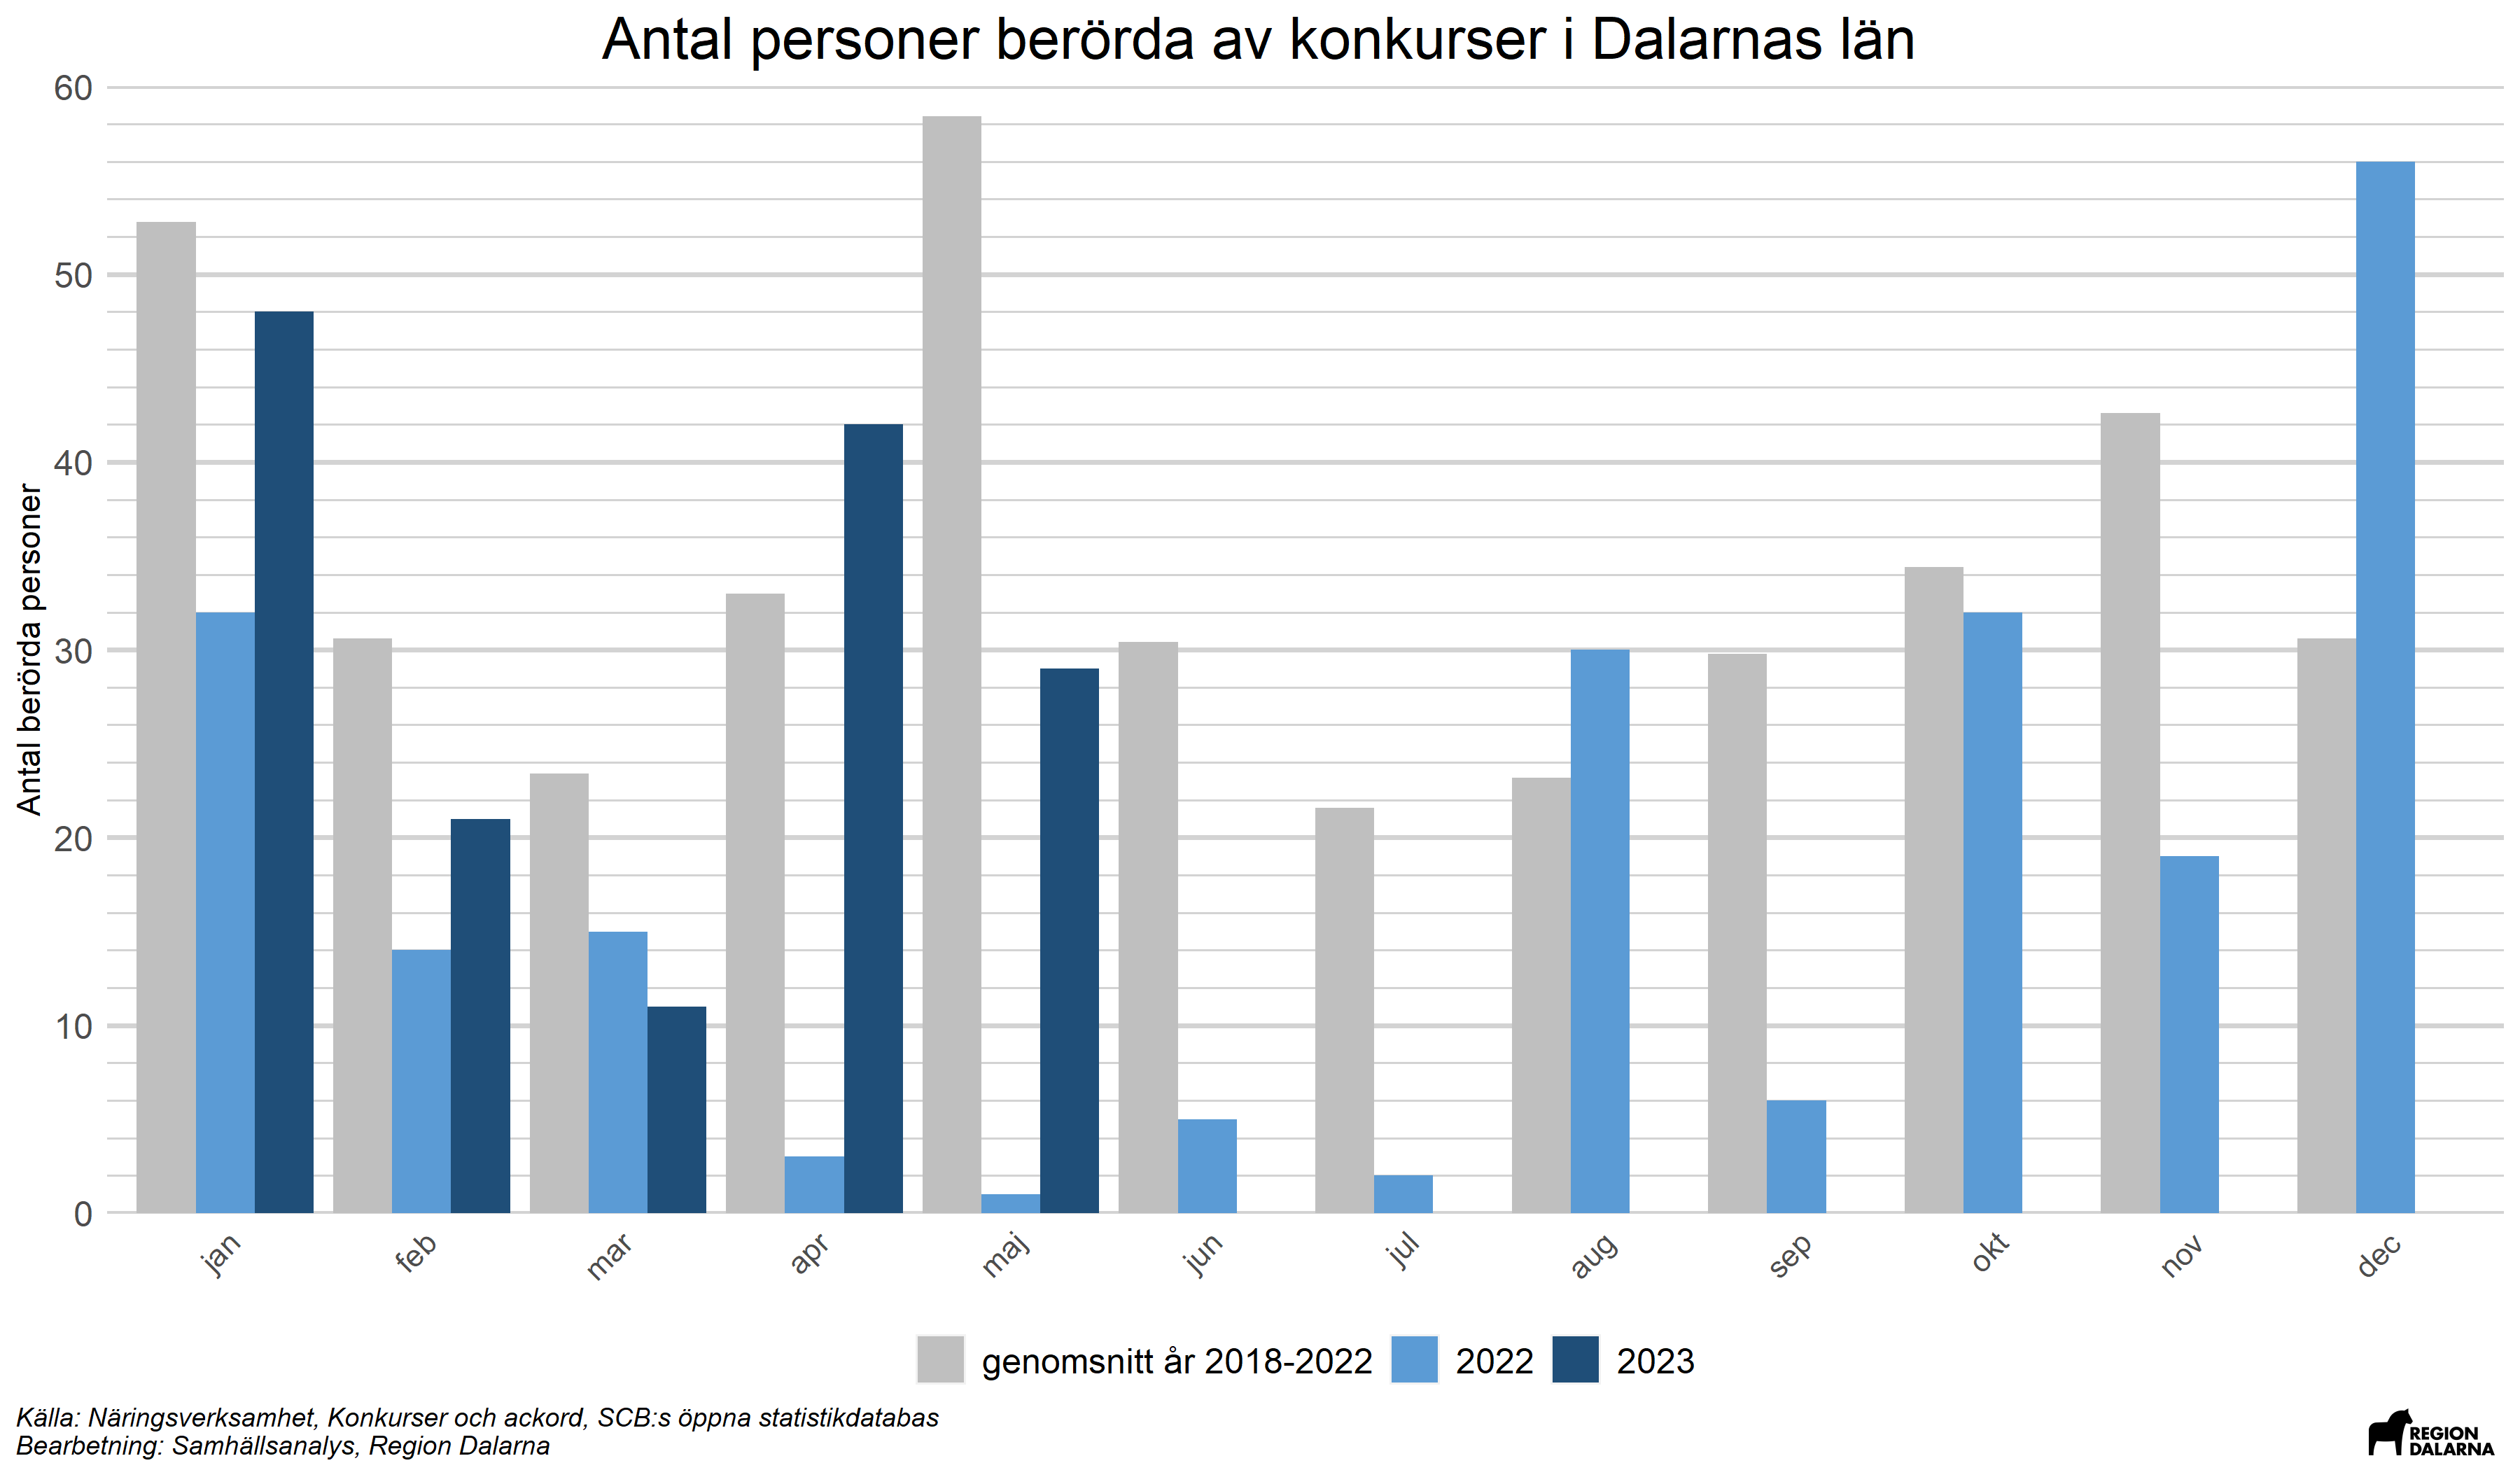 Antal personer berörda av konkurser i Dalarnas län
Antal berörda personer
60
50
40
30
20
10
0
jan
feb
mar
apr
maj
jun
jul
aug
sep
okt
nov
dec
genomsnitt år 2018-2022
2022
2023
Källa: Näringsverksamhet, Konkurser och ackord, SCB:s öppna statistikdatabas
Bearbetning: Samhällsanalys, Region Dalarna
REGION
DALARNA